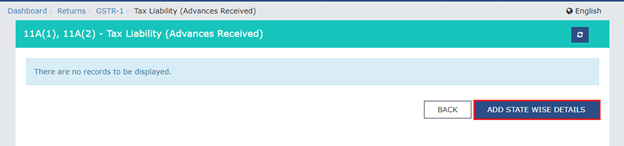 Dashboard › Returns › GSTR-1 › Tax Liability (Advances Received) English
11A(1), 11A(2) - Tax Liability (Advances Received)
There are no records to be displayed.
BACK ADD STATE WISE DETAILS